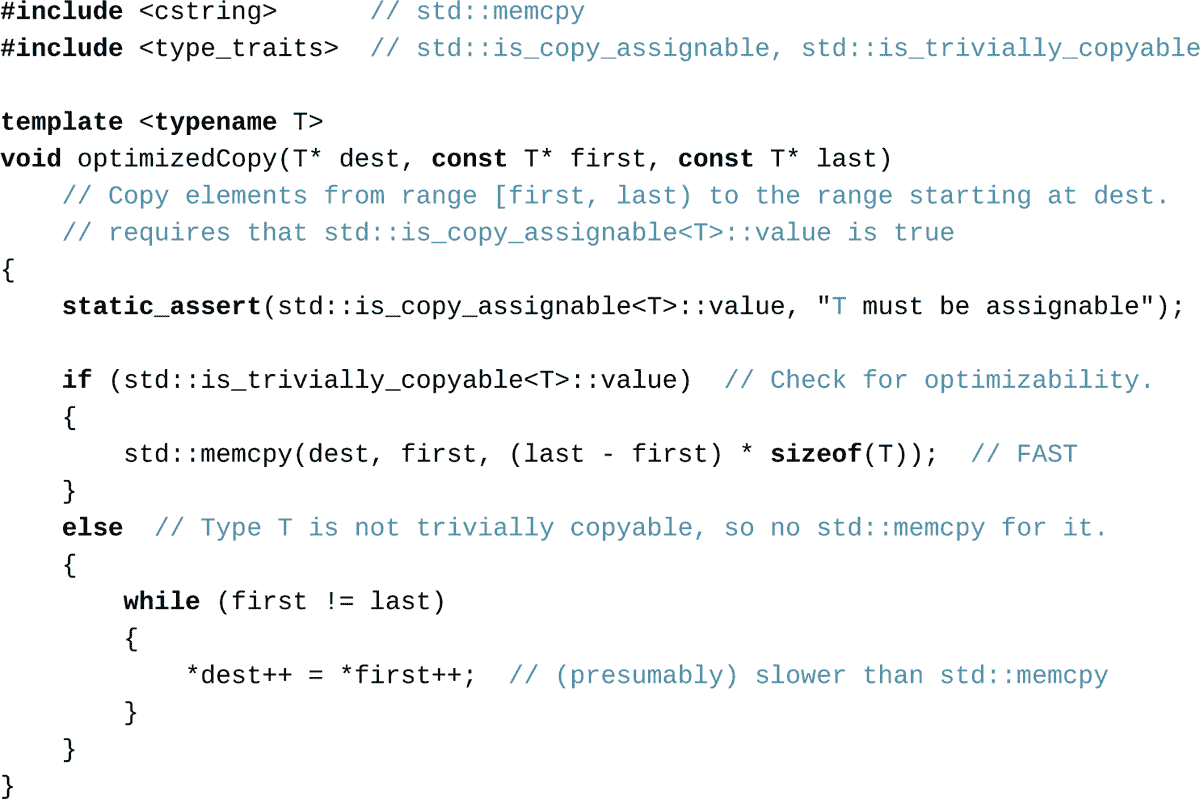 #include <cstring>      // std::memcpy
#include <type_traits>  // std::is_copy_assignable, std::is_trivially_copyable
template <typename T>
void optimizedCopy(T* dest, const T* first, const T* last)
    // Copy elements from range [first, last) to the range starting at dest.
    // requires that std::is_copy_assignable<T>::value is true
{
    static_assert(std::is_copy_assignable<T>::value, "T must be assignable");
    if (std::is_trivially_copyable<T>::value)  // Check for optimizability.
    {
        std::memcpy(dest, first, (last - first) * sizeof(T));  // FAST
    }
    else  // Type T is not trivially copyable, so no std::memcpy for it.
    {
        while (first != last)
        {
            *dest++ = *first++;  // (presumably) slower than std::memcpy
        }
    }
}